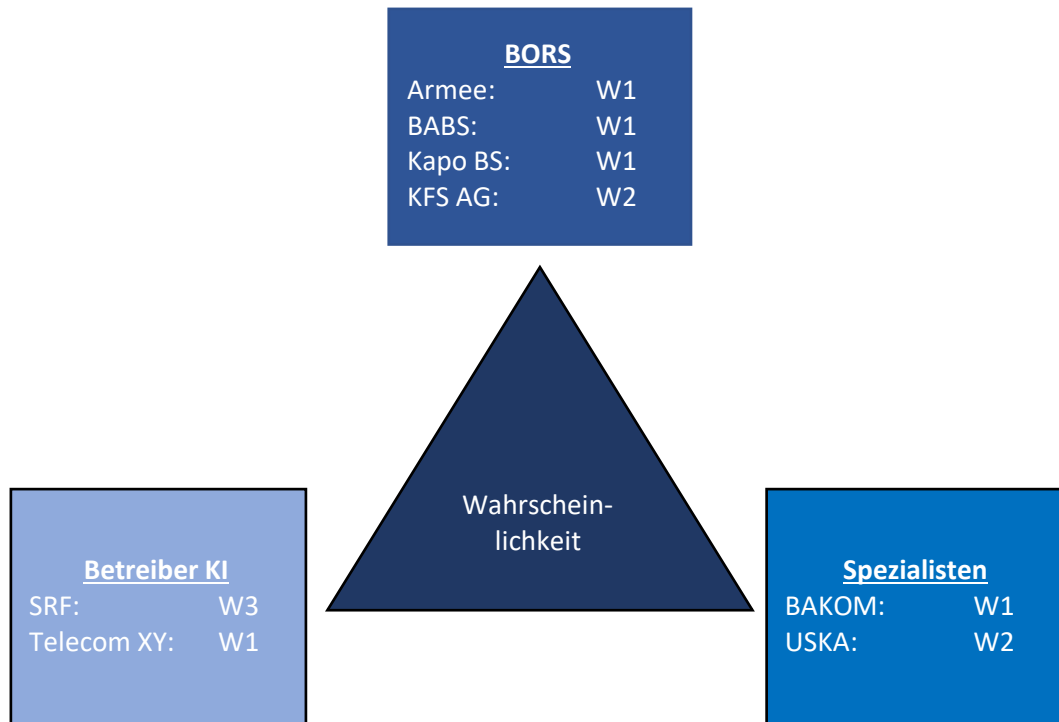 BORS
Armee: W1
BABS: W1
Kapo BS: W1
KFS AG: W2
Wahrschein-
lichkeit
Betreiber KI
SRF: W3
Telecom XY: W1
Spezialisten
BAKOM: W1
USKA: W2